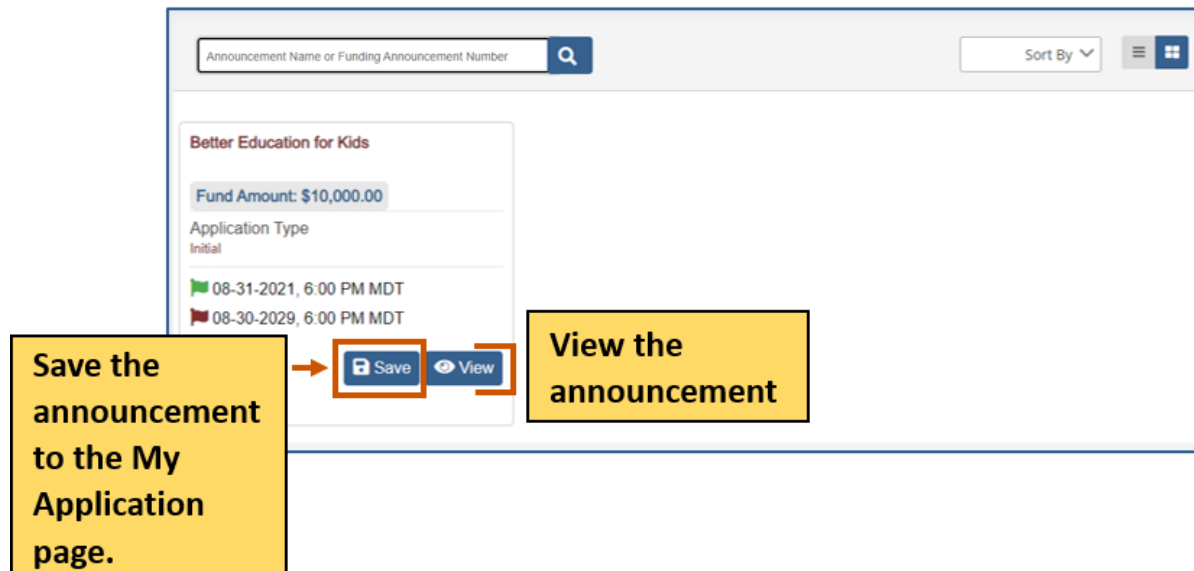 Announcement Name or Funding Announcement Number
Sort By
Better Education for Kids
Fund Amount: $10,000.00
Application Type
Initial
08-31-2021, 6:00 PM MDT
08-30-2029, 6:00 PM MDT
Save
View
Save the
announcement
to the My
Application
page.
View the
announcement